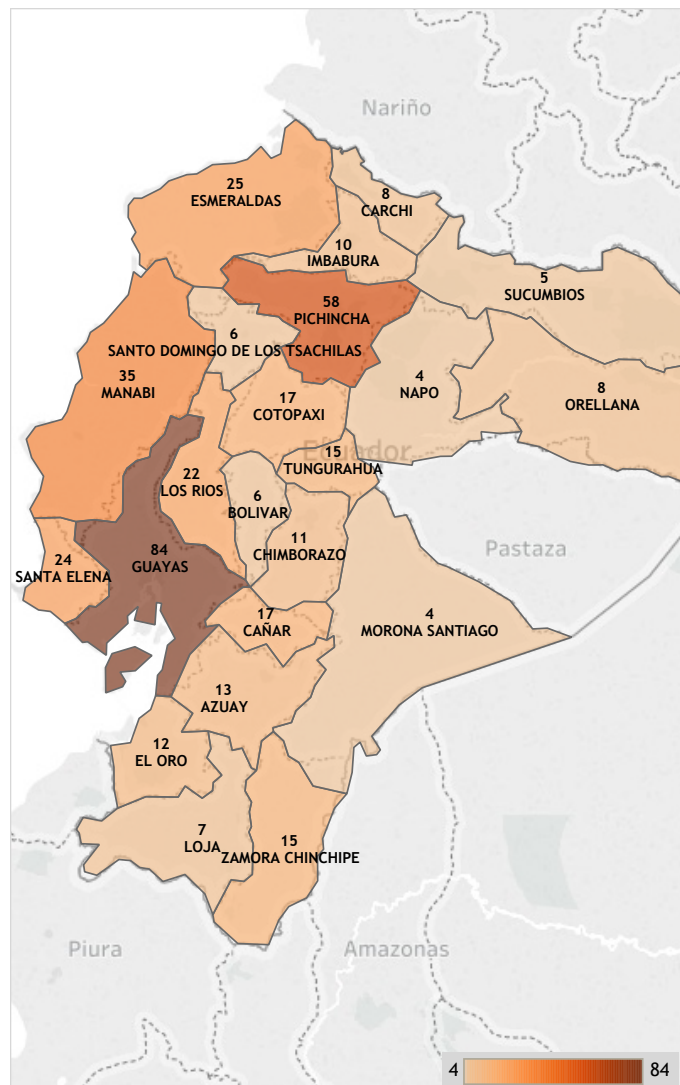 Nariño
25
ESMERALDAS
8
CARCHI
10
IMBABURA
5
SUCUMBIOS
58
PICHINCHA
6
SANTO DOMINGO DE LOS TSACHILAS
35
MANABI
4
NAPO
8
ORELLANA
17
COTOPAXI
Ecuador
15
TUNGURAHUA
22
LOS RIOS
6
BOLIVAR
11
CHIMBORAZO
Pastaza
84
GUAYAS
24
SANTA ELENA
17
CAÑAR
4
MORONA SANTIAGO
13
AZUAY
12
EL ORO
7
LOJA
15
ZAMORA CHINCHIPE
Piura
Amazonas
4
84